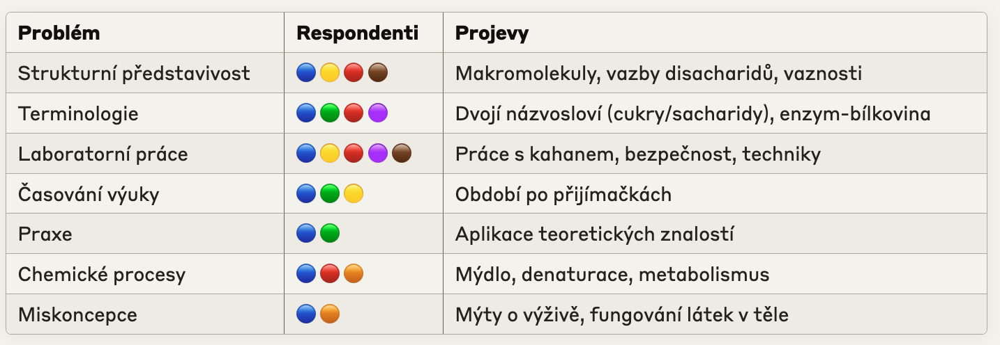 Problém Respondenti Projevy
Strukturní představivost Makromolekuly, vazby disacharidů, vaznosti
Terminologie Dvojí názvosloví (cukry/sacharidy), enzym-bílkovina
Laboratorní práce Práce s kahanem, bezpečnost, techniky
Časování výuky Období po přijímačkách
Praxe Aplikace teoretických znalostí
Chemické procesy Mýdlo, denaturace, metabolismus
Miskoncepce Mýty o výživě, fungování látek v těle